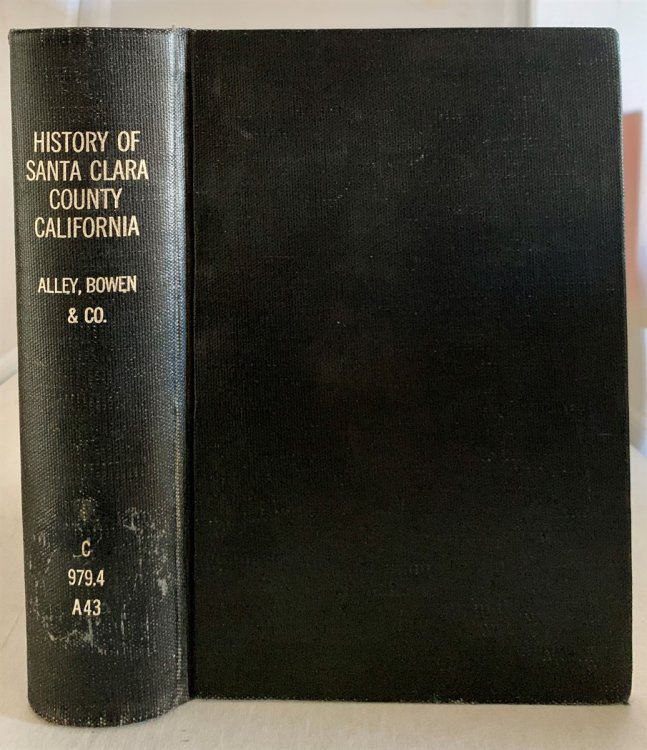 HISTORY OF
SANTA CLARA
COUNTY
CALIFORNIA
ALLEY, BOWEN
& CO.
C
979.4
A43